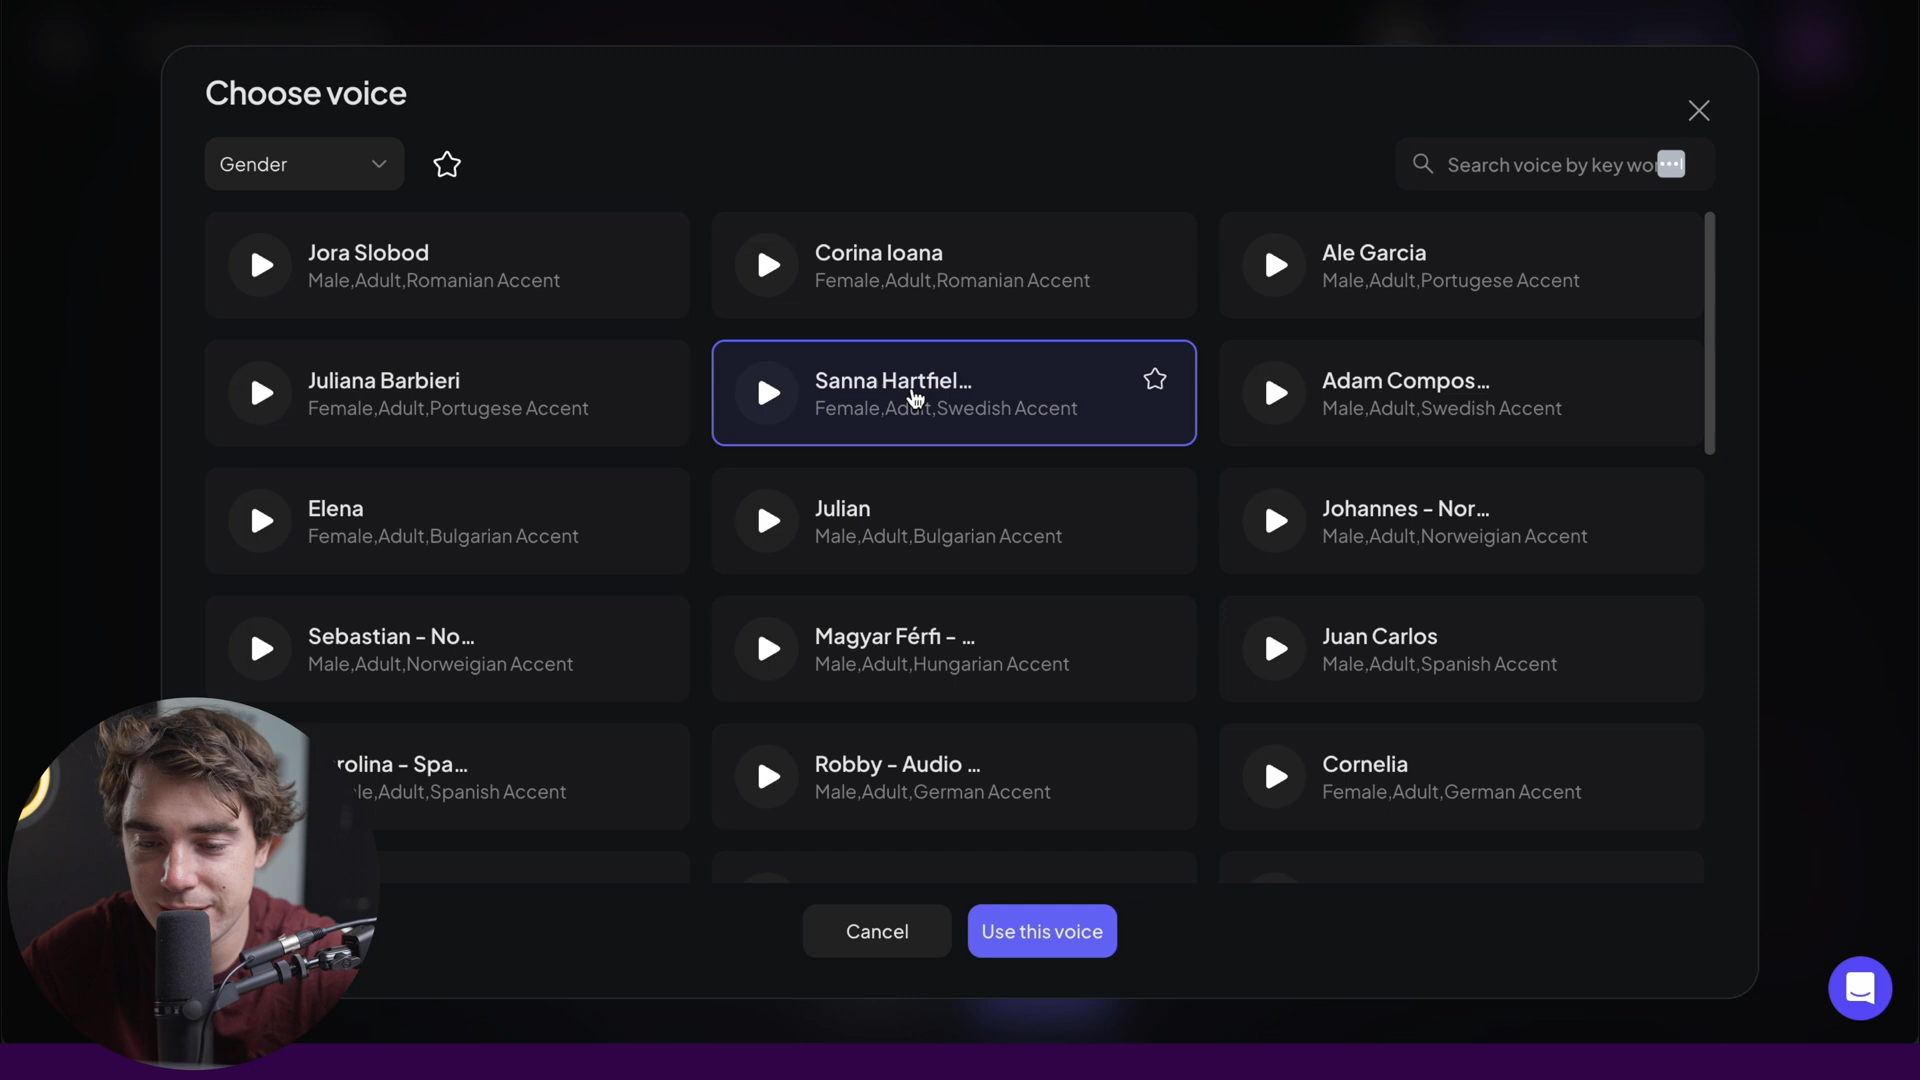 Choose voice
Gender
Search voice by key
Jora Slobod
Male,Adult,Romanian Accent
Corina Ioana
Female,Adult,Romanian Accent
Ale Garcia
Male,Adult,Portugese Accent
Juliana Barbieri
Female,Adult,Portugese Accent
Sanna Hartfiel...
Female,Adult,Swedish Accent
Adam Compos...
Male,Adult,Swedish Accent
Elena
Female,Adult,Bulgarian Accent
Julian
Male,Adult,Bulgarian Accent
Johannes - Nor...
Male,Adult,Norweigian Accent
Sebastian - No...
Male,Adult,Norweigian Accent
Magyar Férfi - ...
Male,Adult,Hungarian Accent
Juan Carlos
Male,Adult,Spanish Accent
rolina - Spa...
le,Adult,Spanish Accent
Robby - Audio ...
Male,Adult,German Accent
Cornelia
Female,Adult,German Accent
Cancel
Use this voice